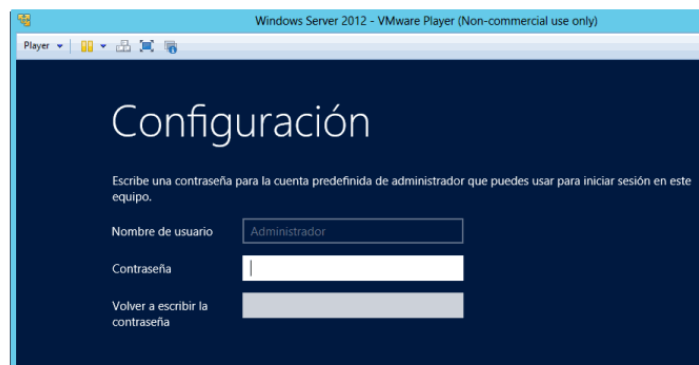 Windows Server 2012 - VMware Player (Non-commercial use only)
Player
Configuración
Escribe una contraseña para la cuenta predefinida de administrador que puedes usar para iniciar sesión en este
equipo.
Nombre de usuario
Administrador
Contraseña
Volver a escribir la
contraseña